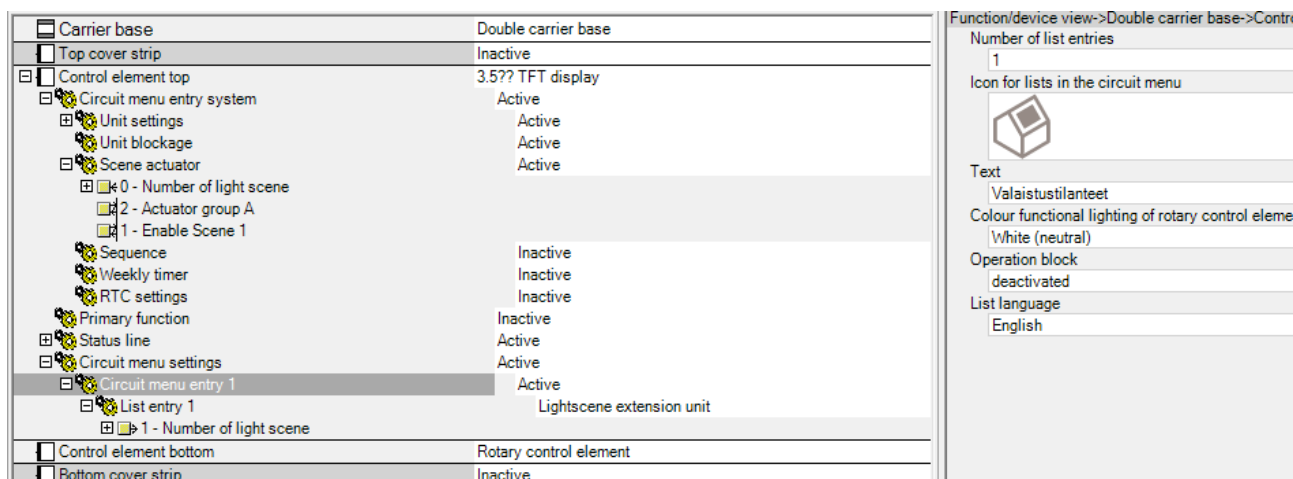 Carrier base Double carrier base
Top cover strip Inactive
Control element top 3.5?? TFT display
Circuit menu entry system Active
Unit settings Active
Unit blockage Active
Scene actuator Active
0 - Number of light scene
2 - Actuator group A
1 - Enable Scene 1
Sequence Inactive
Weekly timer Inactive
RTC settings Inactive
Primary function Inactive
Status line Active
Circuit menu settings Active
Circuit menu entry 1 Active
List entry 1 Lightscene extension unit
1 - Number of light scene
Control element bottom Rotary control element
Bottom cover strip Inactive
Function/device view->Double carrier base->Contro
Number of list entries
1
Icon for lists in the circuit menu
Text
Valaistustilanteet
Colour functional lighting of rotary control eleme
White (neutral)
Operation block
deactivated
List language
English